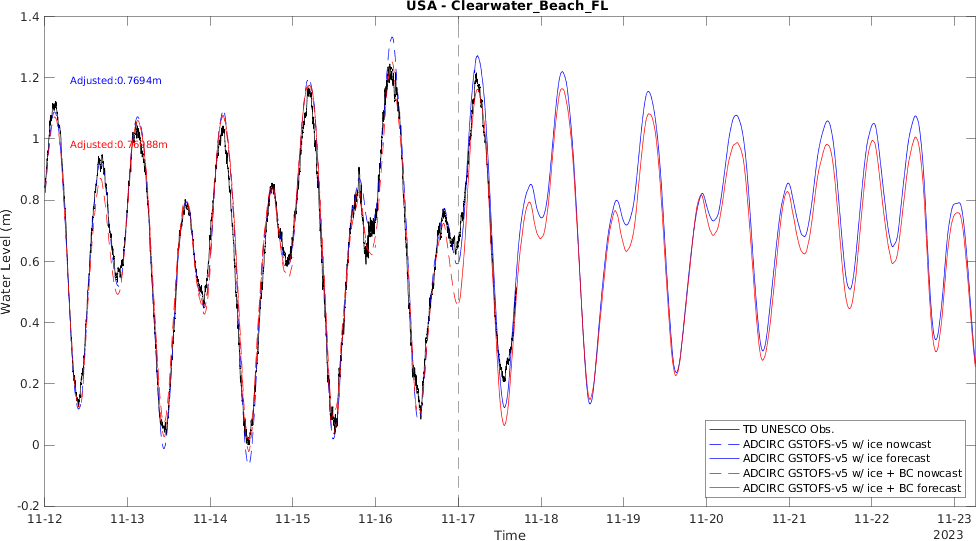 USA - Clearwater_Beach_FL
1.4
1.2
1
0.8
0.6
0.4
0.2
0
-0.2
Water Level (m)
Adjusted:0.7694m
TD UNESCO Obs.
ADCIRC GSTOFS-v5 w/ ice nowcast
ADCIRC GSTOFS-v5 w/ ice forecast
ADCIRC GSTOFS-v5 w/ ice + BC nowcast
ADCIRC GSTOFS-v5 w/ ice + BC forecast
11-12 11-13 11-14 11-15 11-16 11-17 11-18 11-19 11-20 11-21 11-22 11-23
2023
Time